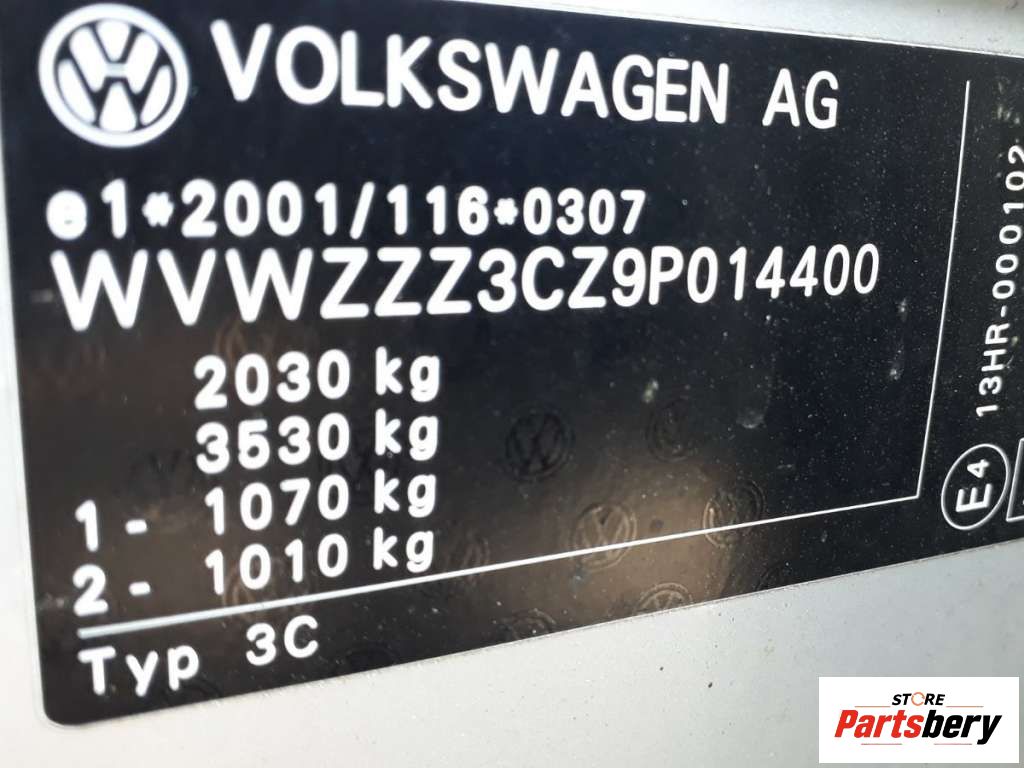 VOLKSWAGEN AG
e1*2001/116*0307
WVWZZZ3CZ9P014400
2030 kg
3530 kg
1- 1070 kg
2- 1010 kg
Typ 3C
E4 13HR-000102
STORE
Partsbery